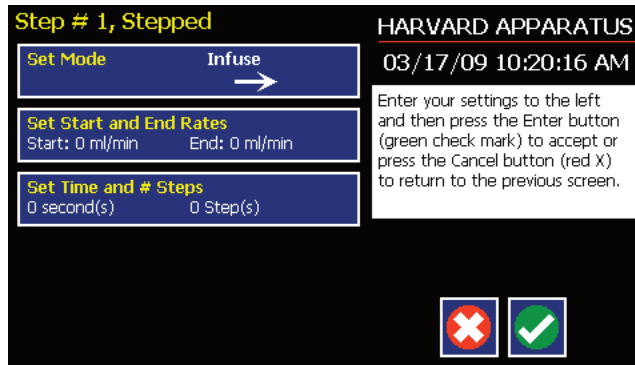 Step # 1, Stepped
Set Mode Infuse
Set Start and End Rates
Start: 0 ml/min End: 0 ml/min
Set Time and # Steps
0 second(s) 0 Step(s)
HARVARD APPARATUS
03/17/09 10:20:16 AM
Enter your settings to the left
and then press the Enter button
(green check mark) to accept or
press the Cancel button (red X)
to return to the previous screen.